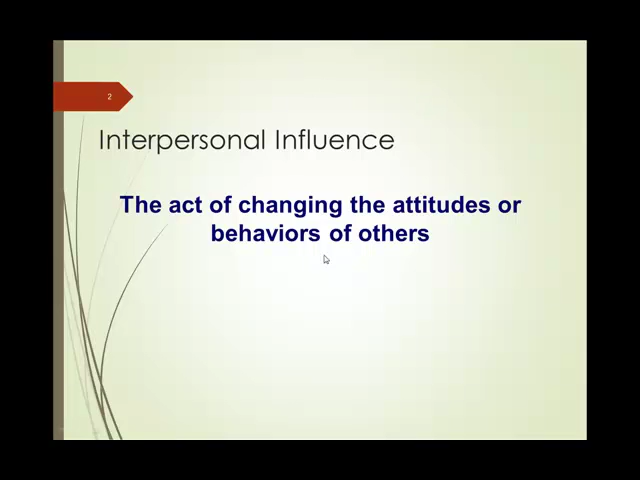 2
Interpersonal Influence
The act of changing the attitudes or
behaviors of others